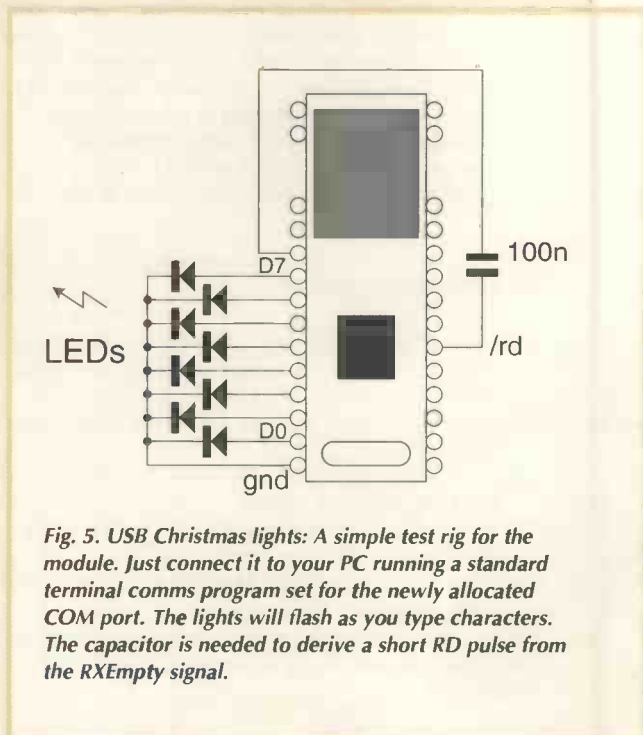 100n
D7
/rd
LEDs
D0
gnd
Fig. 5. USB Christmas lights: A simple test rig for the
module. Just connect it to your PC running a standard
terminal comms program set for the newly allocated
COM port. The lights will flash as you type characters.
The capacitor is needed to derive a short RD pulse from
the RXEmpty signal.